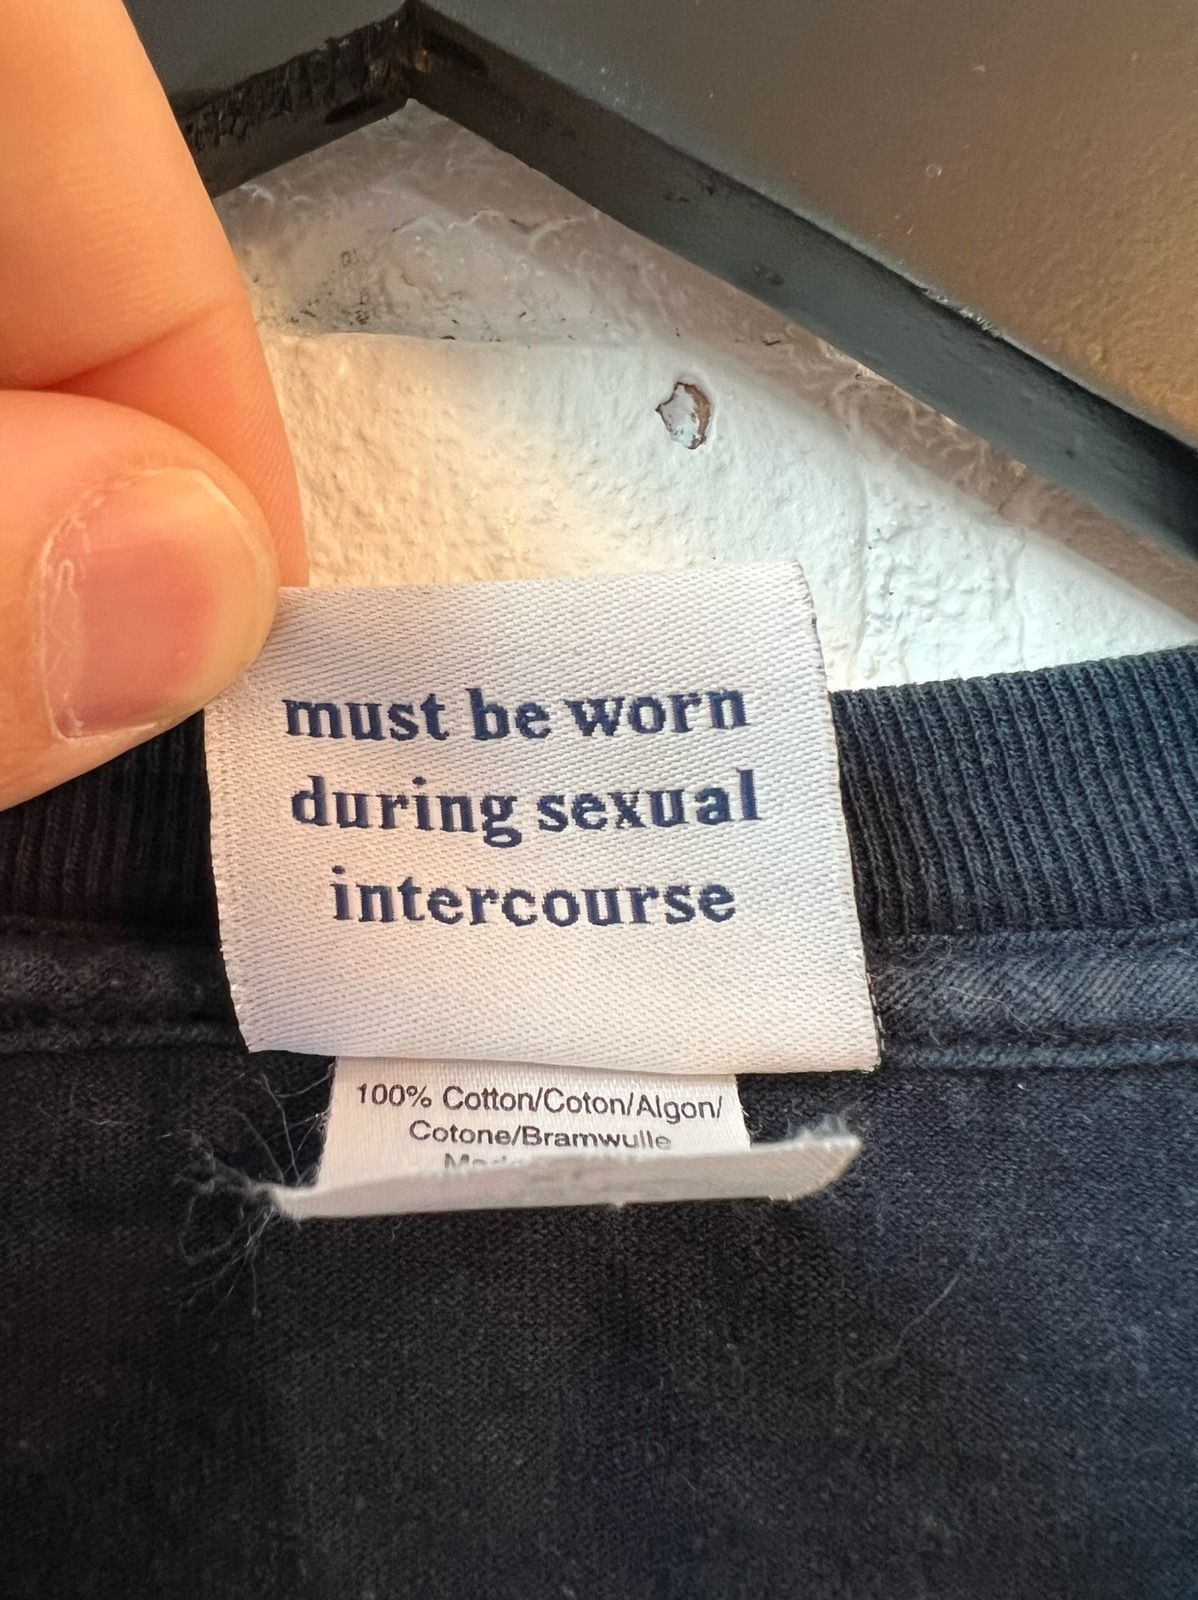 must be worn
during sexual
intercourse
100% Cotton/Coton/Algon/
Cotone/Bramwulle